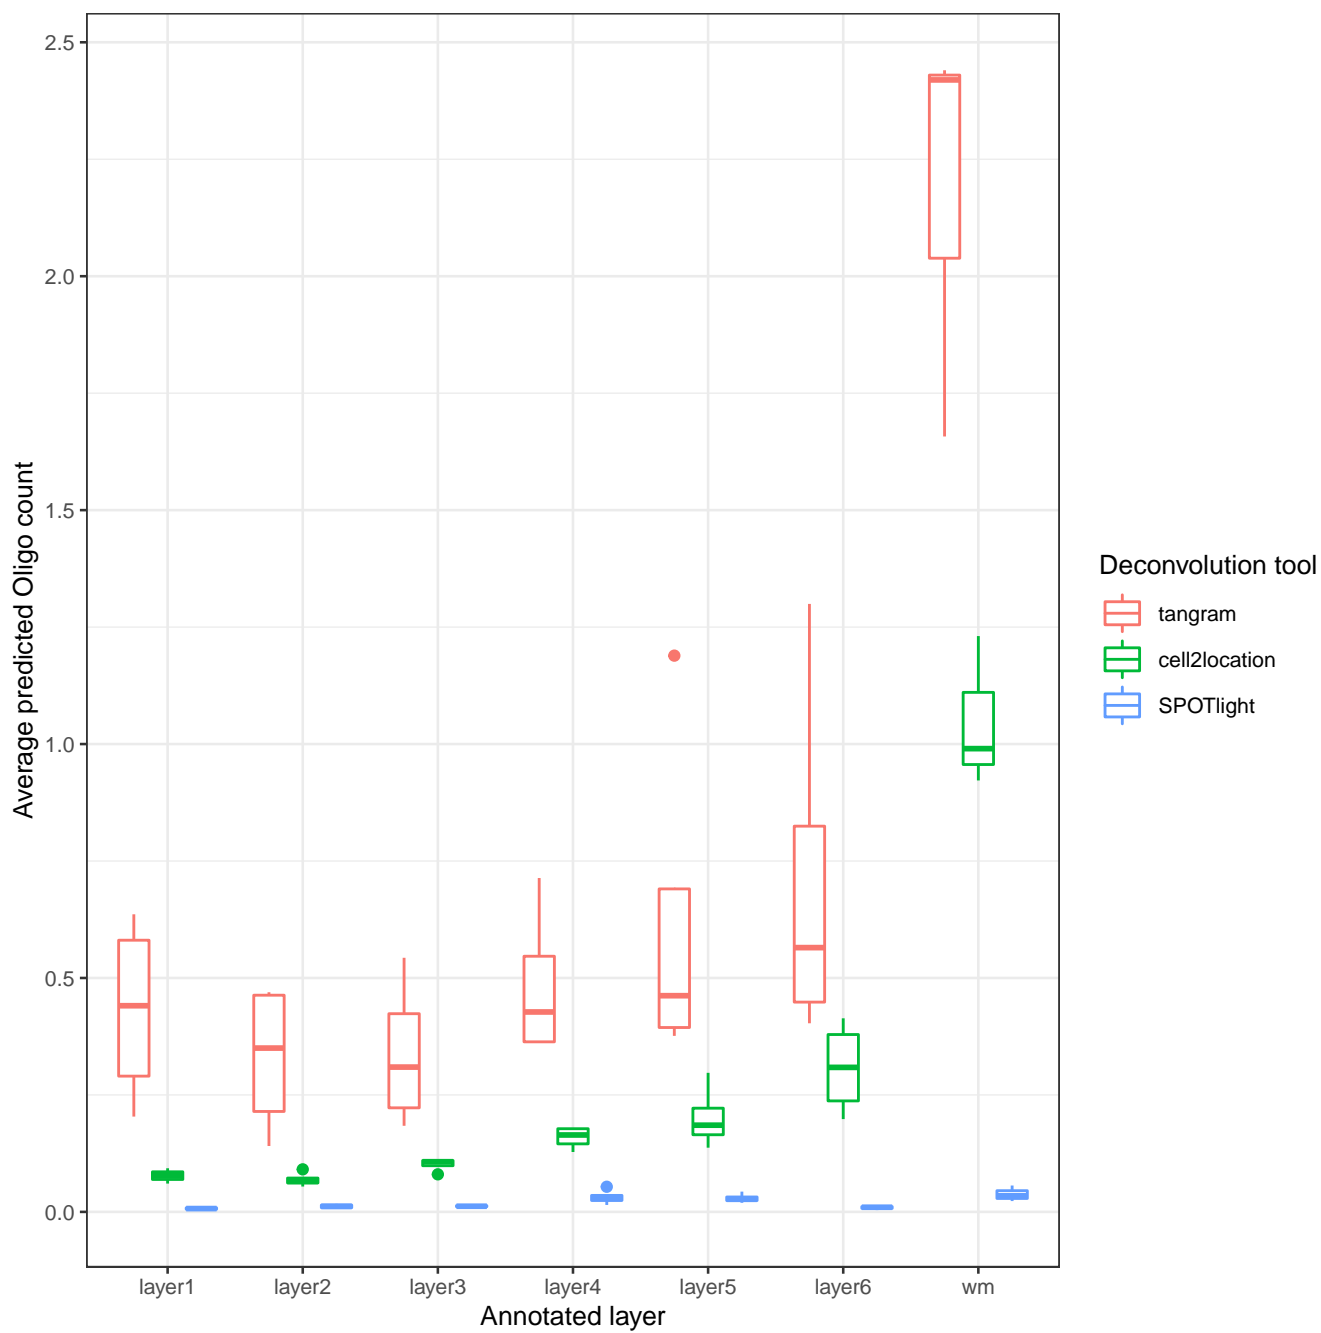 2.5
2.0
1.5
1.0
0.5
0.0
Average predicted Oligo count
layer1 layer2 layer3 layer4 layer5 layer6 wm
Annotated layer
Deconvolution tool
tangram
cell2location
SPOTlight